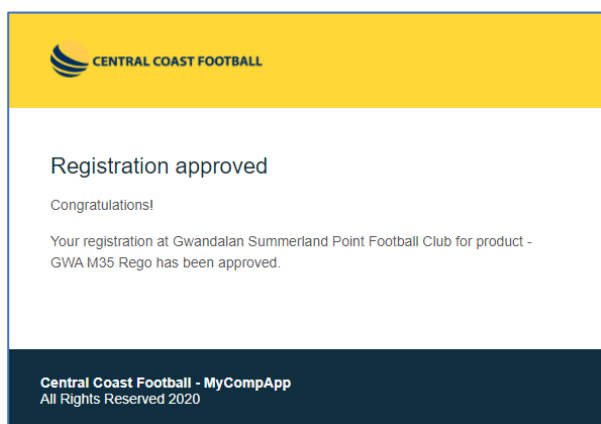 CENTRAL COAST FOOTBALL
Registration approved
Congratulations!
Your registration at Gwandalan Summerland Point Football Club for product -
GWA M35 Rego has been approved.
Central Coast Football - MyCompApp
All Rights Reserved 2020